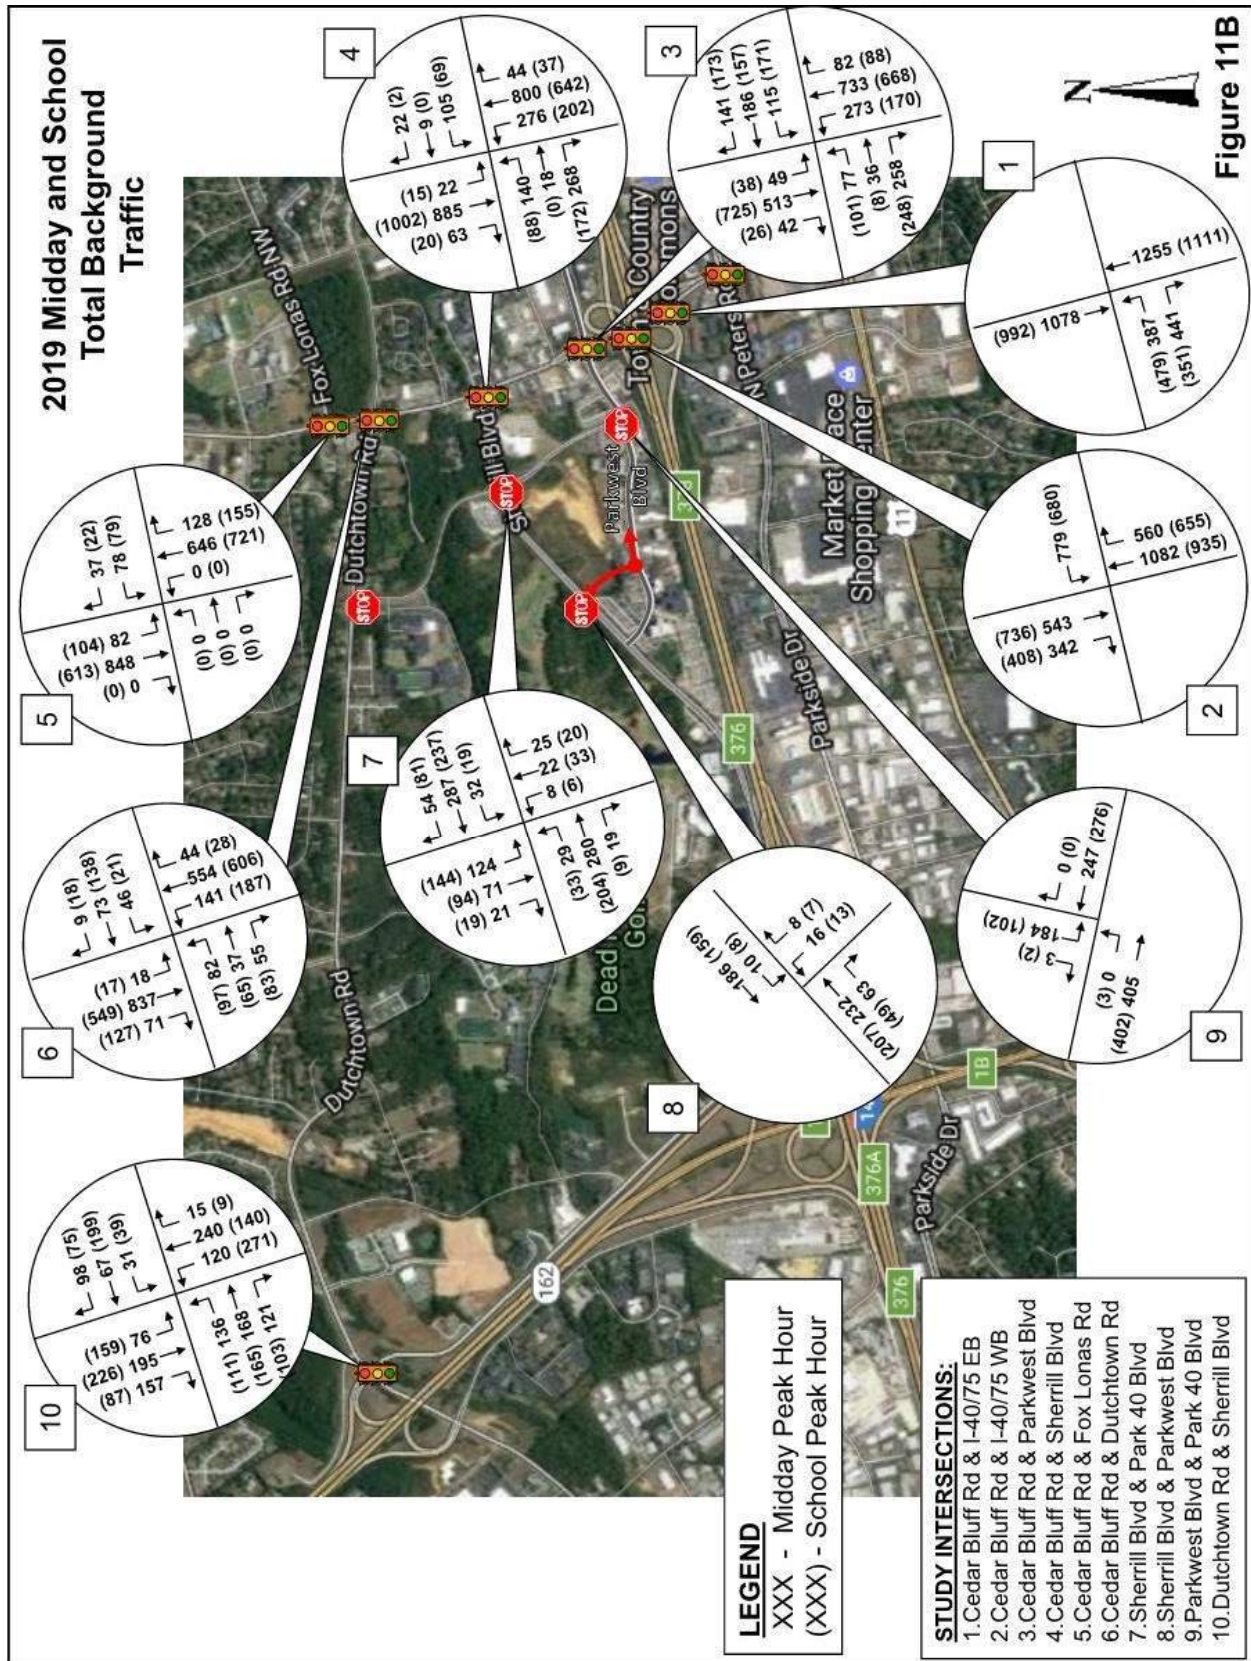 2019 Midday and School
Total Background
Traffic
10
98 (75)
67 (199)
31 (39)
(159) 76
(226) 195
(87) 157
15 (9)
240 (140)
120 (271)
(111) 136
(165) 168
(103) 121
6
9 (18)
73 (138)
46 (21)
(17) 18
(549) 837
(127) 71
44 (28)
554 (606)
141 (187)
(97) 82
(65) 37
(83) 55
5
37 (22)
78 (79)
(104) 82
(613) 848
(0) 0
128 (155)
646 (721)
0 (0)
(0) 0
(0) 0
(0) 0
4
22 (2)
9 (0)
105 (69)
(15) 22
(1002) 885
(20) 63
44 (37)
800 (642)
276 (202)
(88) 140
(0) 18
(172) 268
7
54 (81)
287 (237)
32 (19)
(144) 124
(94) 71
(19) 21
25 (20)
22 (33)
8 (6)
(33) 29
(204) 280
(9) 19
3
141 (173)
186 (157)
115 (171)
(38) 49
(725) 513
(26) 42
82 (88)
733 (668)
273 (170)
(101) 77
(8) 36
(248) 258
8
186 (159)
10 (8)
8 (7)
16 (13)
(207) 232
(49) 63
9
3 (2)
184 (102)
0 (0)
247 (276)
(3) 0
(402) 405
2
779 (680)
(736) 543
(408) 342
560 (655)
1082 (935)
1
(992) 1078
1255 (1111)
(479) 387
(351) 441
Fox Lonas Rd NW
Dutchtown Rd
Dutchtown Rd
Blvd
STOP
STOP
STOP
STOP
Parkwest
Blvd
Country
N Peters
Market
Shopping
11
Parkside Dr
Parkside Dr
Dead
162
376
376A
376
378
1B
14
N
LEGEND
XXX - Midday Peak Hour
(XXX) - School Peak Hour
STUDY INTERSECTIONS:
1.Cedar Bluff Rd & I-40/75 EB
2.Cedar Bluff Rd & I-40/75 WB
3.Cedar Bluff Rd & Parkwest Blvd
4.Cedar Bluff Rd & Sherrill Blvd
5.Cedar Bluff Rd & Fox Lonas Rd
6.Cedar Bluff Rd & Dutchtown Rd
7.Sherrill Blvd & Park 40 Blvd
8.Sherrill Blvd & Parkwest Blvd
9.Parkwest Blvd & Park 40 Blvd
10.Dutchtown Rd & Sherrill Blvd
Figure 11B